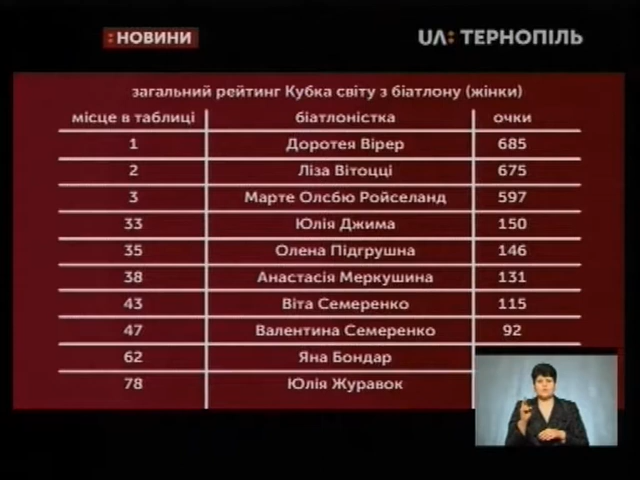 :НОВИНИ
UA: ТЕРНОПІЛЬ
загальний рейтинг Кубка світу з біатлону (жінки)
місце в таблиці біатлоністка очки
1 Доротея Вірер 685
2 Ліза Вітоцці 675
3 Марте Олсбю Ройселанд 597
33 Юлія Джима 150
35 Олена Підгрушна 146
38 Анастасія Меркушина 131
43 Віта Семеренко 115
47 Валентина Семеренко 92
62 Яна Бондар
78 Юлія Журавок